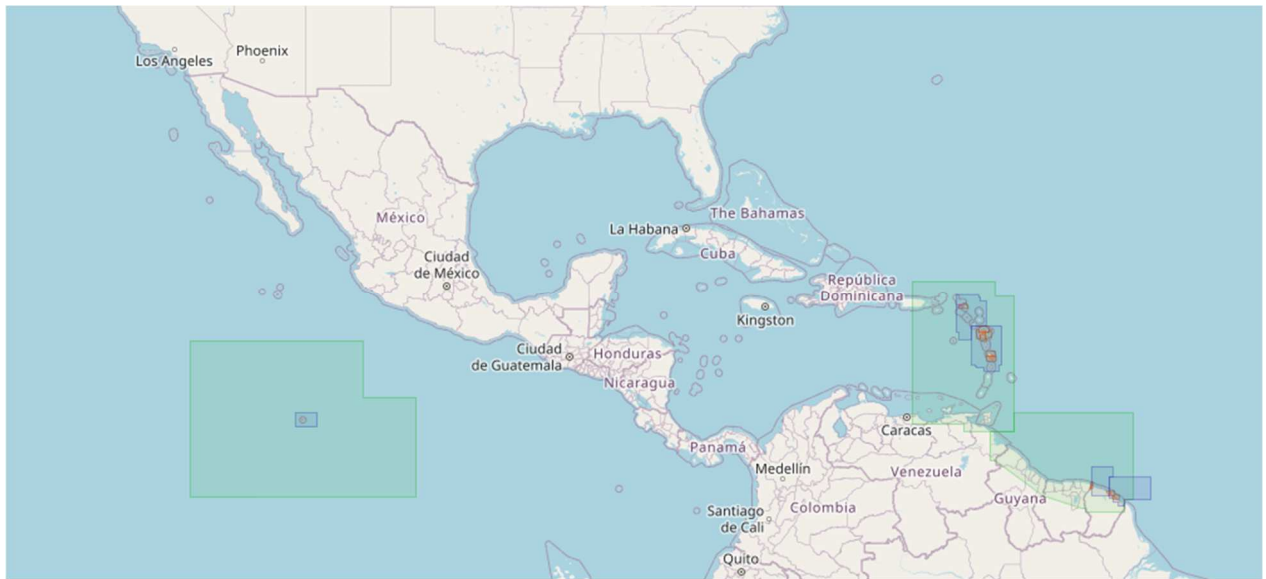 Phoenix
Los Angeles
México
Ciudad
de México
La Habana
The Bahamas
Cuba
República
Dominicana
Kingston
Ciudad
de Guatemala
Honduras
Nicaragua
Caracas
Panamá
Medellín
Venezuela
Guyana
Santiago
de Cali
Colombia
Quito